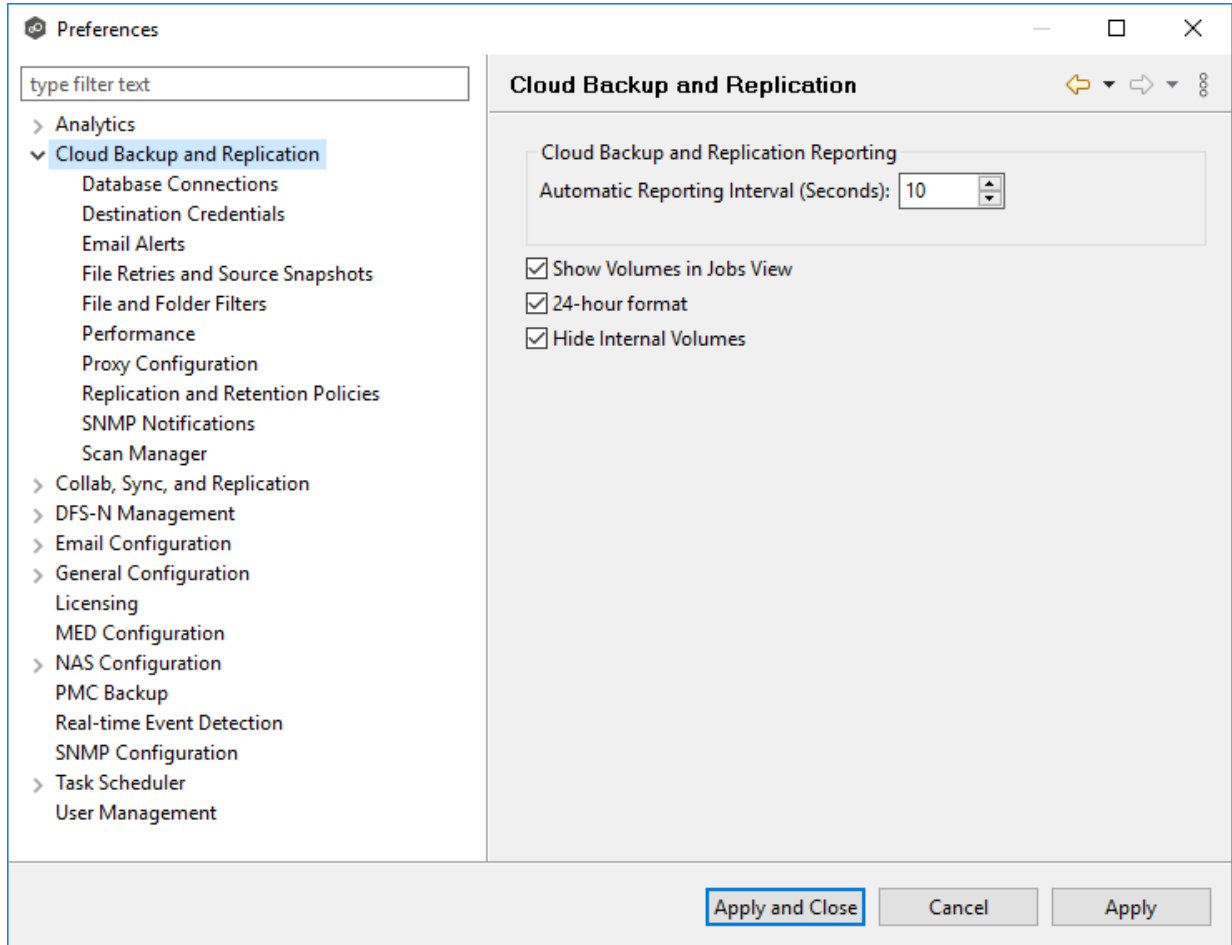 Preferences
type filter text
Analytics
Cloud Backup and Replication
Database Connections
Destination Credentials
Email Alerts
File Retries and Source Snapshots
File and Folder Filters
Performance
Proxy Configuration
Replication and Retention Policies
SNMP Notifications
Scan Manager
Collab, Sync, and Replication
DFS-N Management
Email Configuration
General Configuration
Licensing
MED Configuration
NAS Configuration
PMC Backup
Real-time Event Detection
SNMP Configuration
Task Scheduler
User Management
Cloud Backup and Replication
Cloud Backup and Replication Reporting
Automatic Reporting Interval (Seconds): 10
Show Volumes in Jobs View
24-hour format
Hide Internal Volumes
Apply and Close Cancel Apply